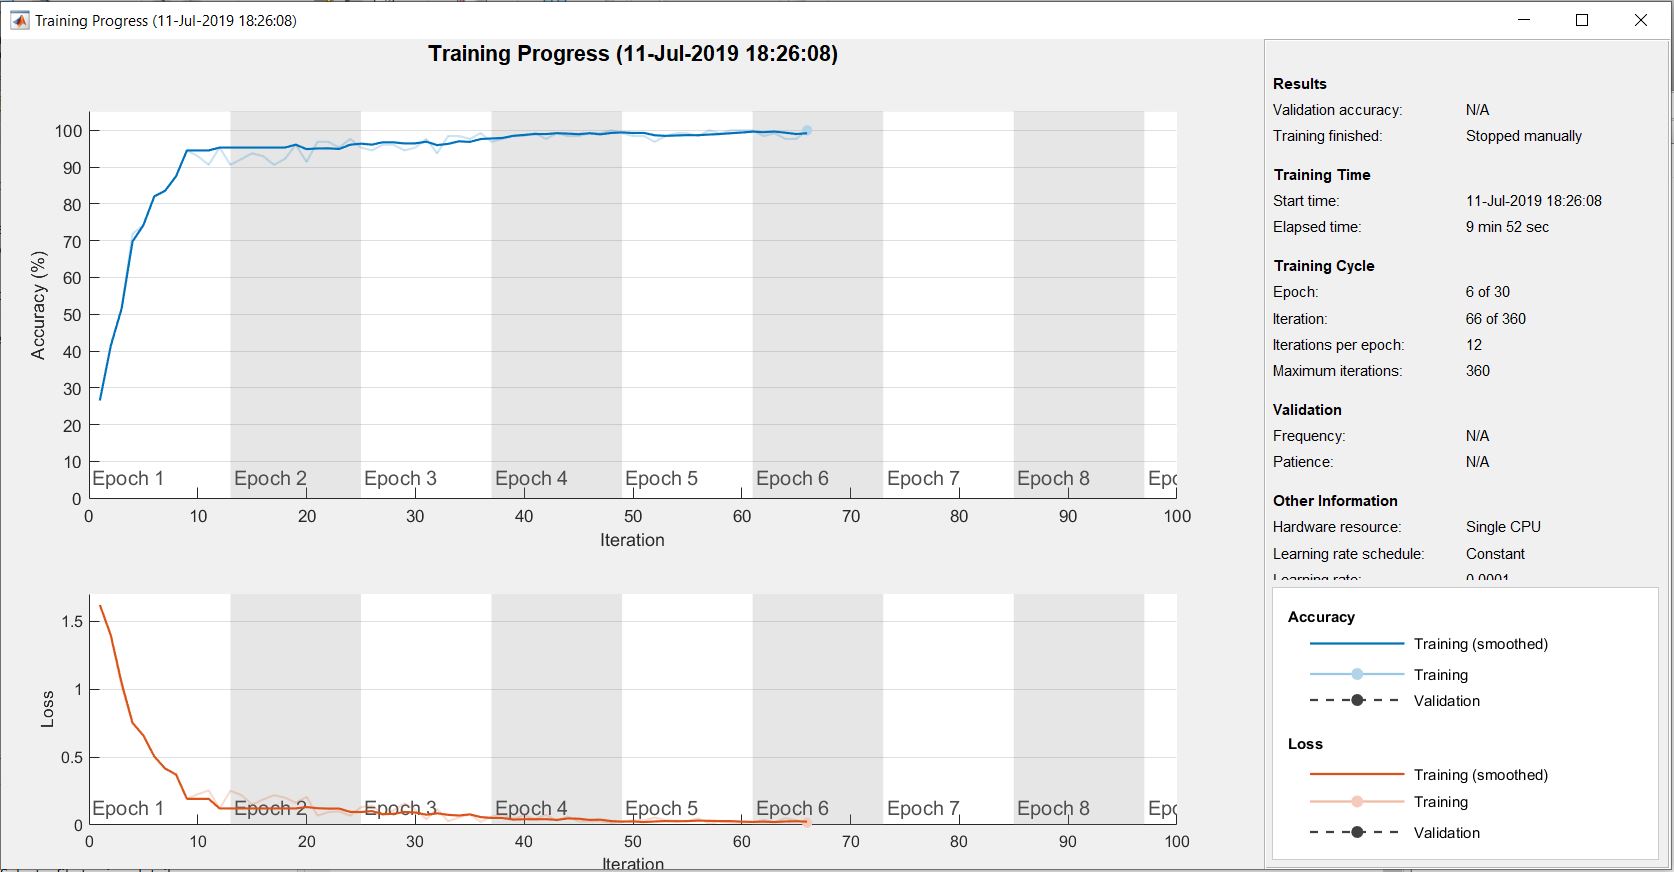 Training Progress (11-Jul-2019 18:26:08)
Training Progress (11-Jul-2019 18:26:08)
100
90
80
70
60
50
40
30
20
10
0
Accuracy (%)
Epoch 1 Epoch 2 Epoch 3 Epoch 4 Epoch 5 Epoch 6 Epoch 7 Epoch 8 Epo
0 10 20 30 40 50 60 70 80 90 100
Iteration
1.5
1
0.5
0
Loss
Epoch 1 Epoch 2 Epoch 3 Epoch 4 Epoch 5 Epoch 6 Epoch 7 Epoch 8 Epo
0 10 20 30 40 50 60 70 80 90 100
Iteration
Results
Validation accuracy: N/A
Training finished: Stopped manually
Training Time
Start time: 11-Jul-2019 18:26:08
Elapsed time: 9 min 52 sec
Training Cycle
Epoch: 6 of 30
Iteration: 66 of 360
Iterations per epoch: 12
Maximum iterations: 360
Validation
Frequency: N/A
Patience: N/A
Other Information
Hardware resource: Single CPU
Learning rate schedule: Constant
Learning rate: 0.0001
Accuracy
Training (smoothed)
Training
Validation
Loss
Training (smoothed)
Training
Validation